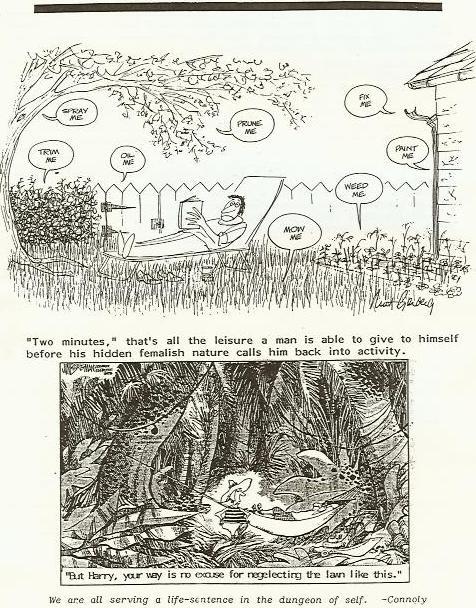 SPRAY
ME
TRIM
ME
OIL
ME
PRUNE
ME
FIX
ME
PAINT
ME
WEED
ME
MOW
ME
"Two minutes," that's all the leisure a man is able to give to himself
before his hidden femalish nature calls him back into activity.
"But Harry, your way is no excuse for negelecting the lawn like this."
We are all serving a life-sentence in the dungeon of self. -Connoly